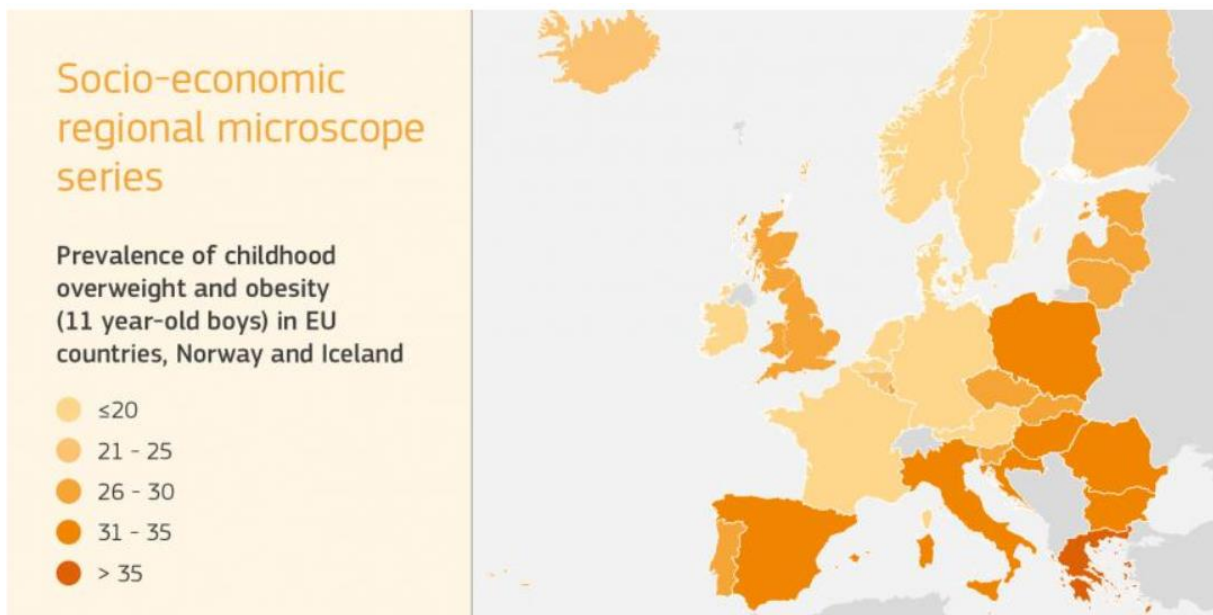 Socio-economic
regional microscope
series
Prevalence of childhood
overweight and obesity
(11 year-old boys) in EU
countries, Norway and Iceland
≤20
21 - 25
26 - 30
31 - 35
> 35